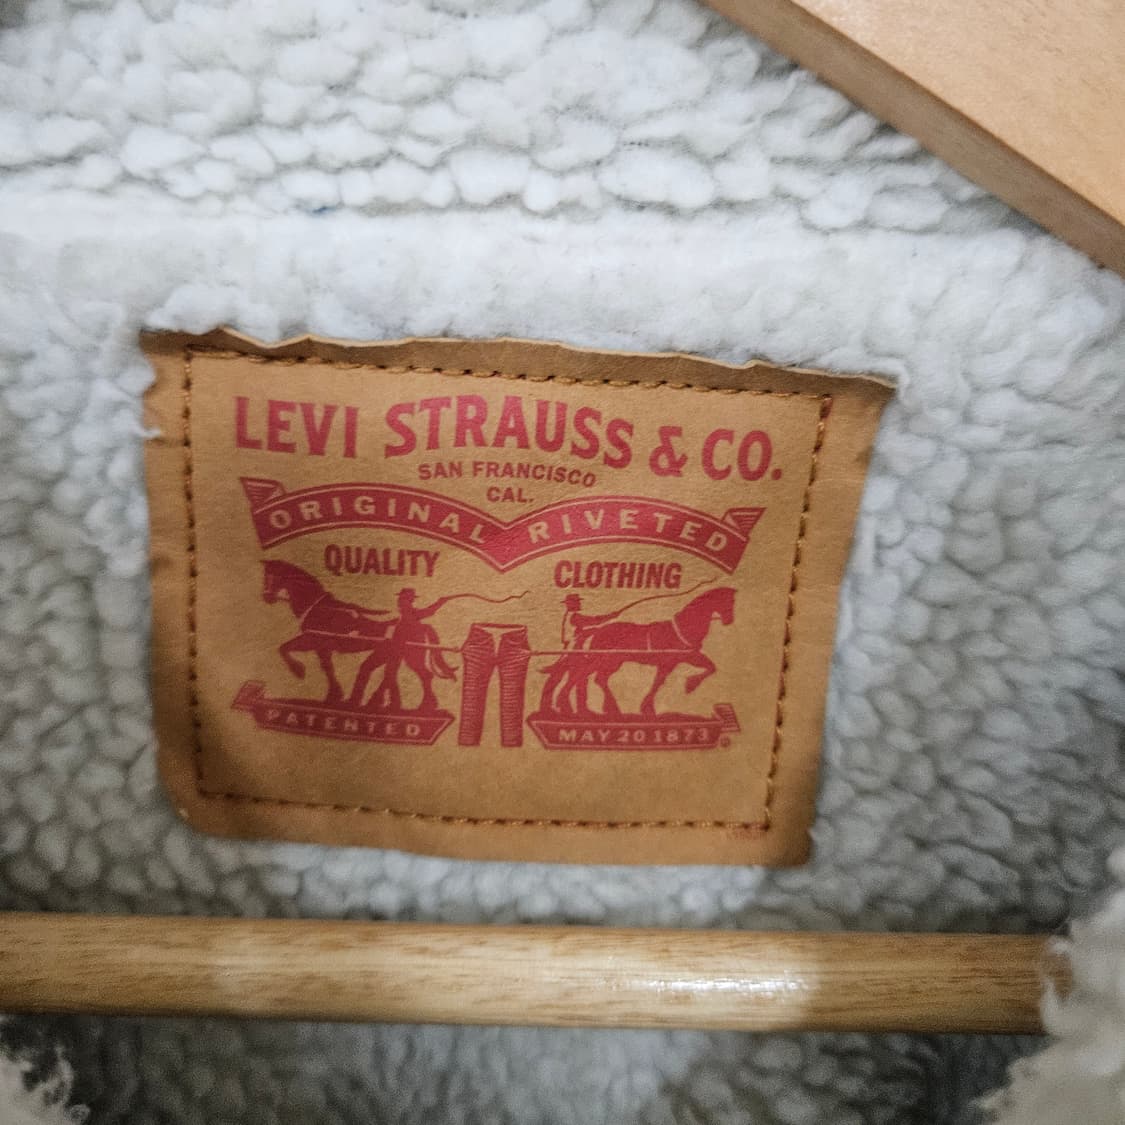 LEVI STRAUSS & CO.
SAN FRANCISCO
CAL.
ORIGINAL RIVETED
QUALITY CLOTHING
PATENTED MAY 20 1873